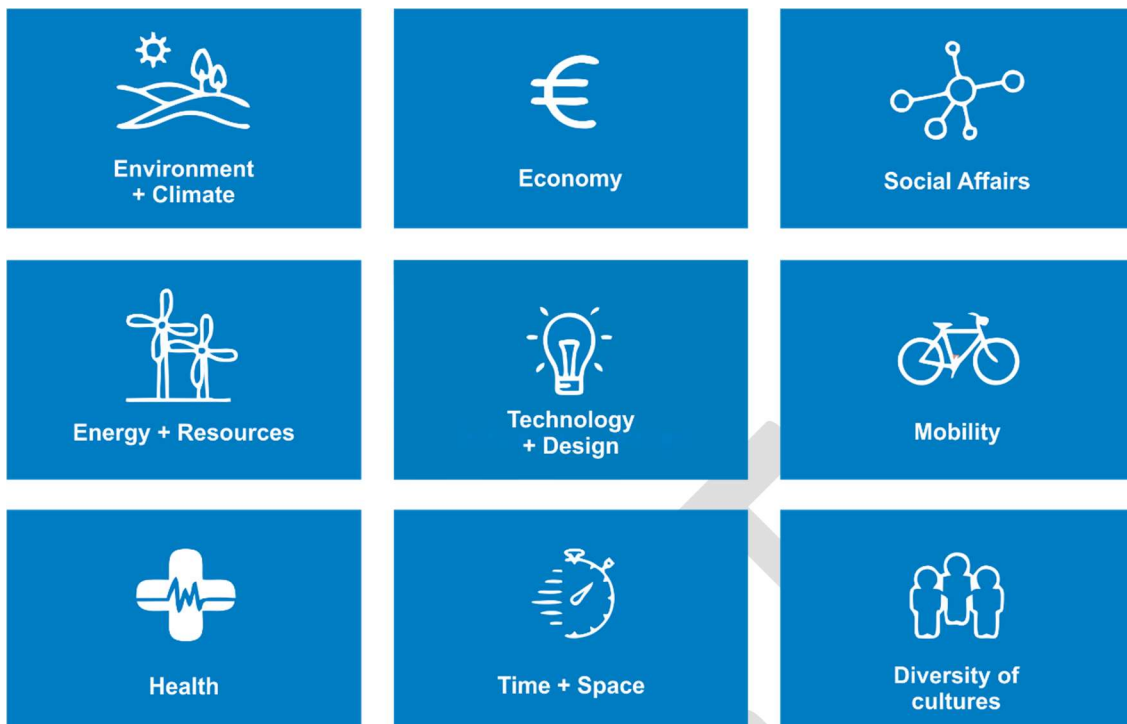 Environment
+ Climate
Economy
Social Affairs
Energy + Resources
Technology
+ Design
Mobility
Health
Time + Space
Diversity of
cultures